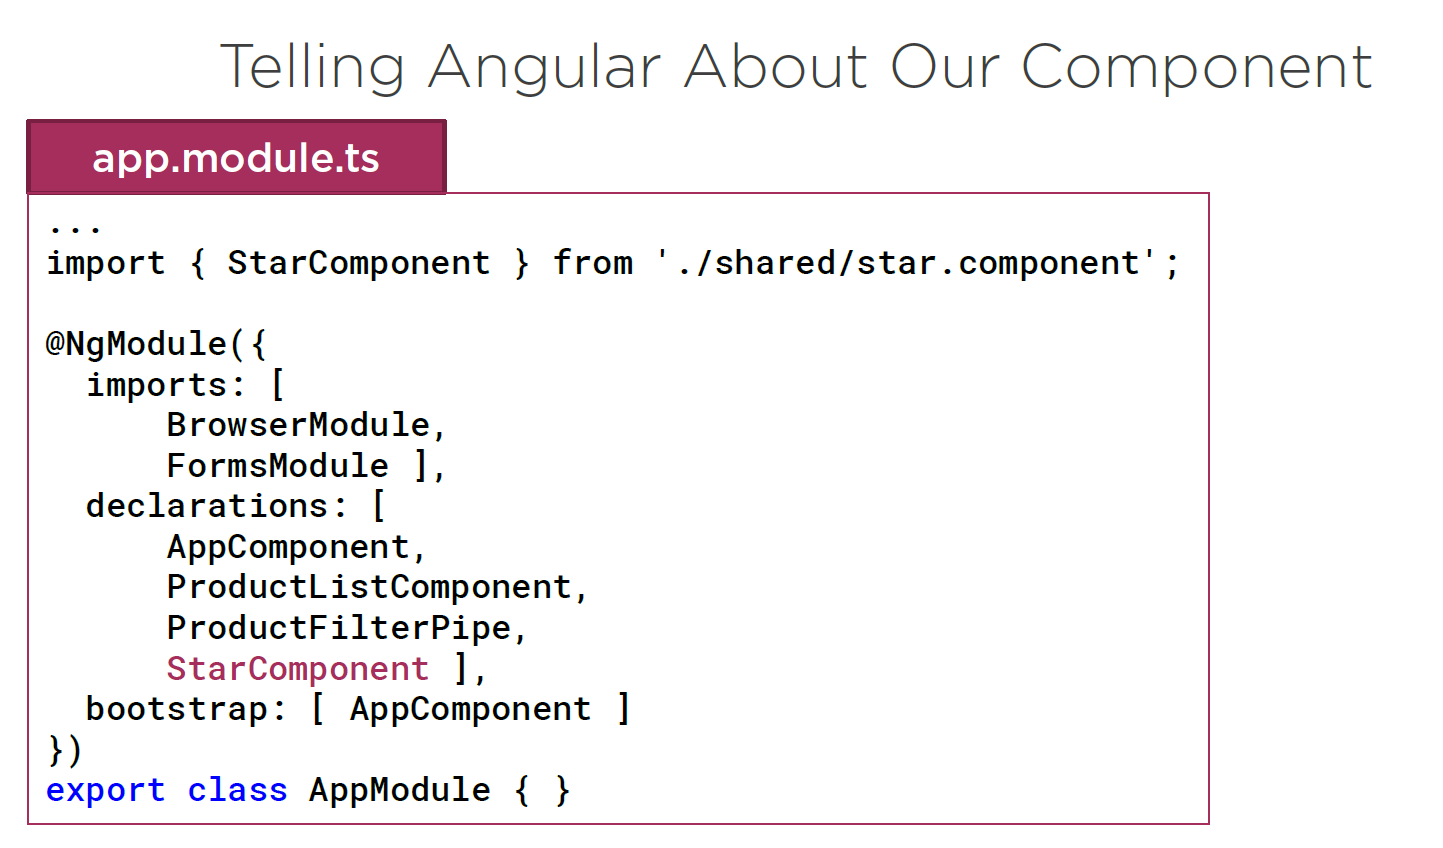 Telling Angular About Our Component
app.module.ts
...
import { StarComponent } from './shared/star.component';
@NgModule({
  imports: [
      BrowserModule,
      FormsModule ],
  declarations: [
      AppComponent,
      ProductListComponent,
      ProductFilterPipe,
      StarComponent ],
  bootstrap: [ AppComponent ]
})
export class AppModule { }